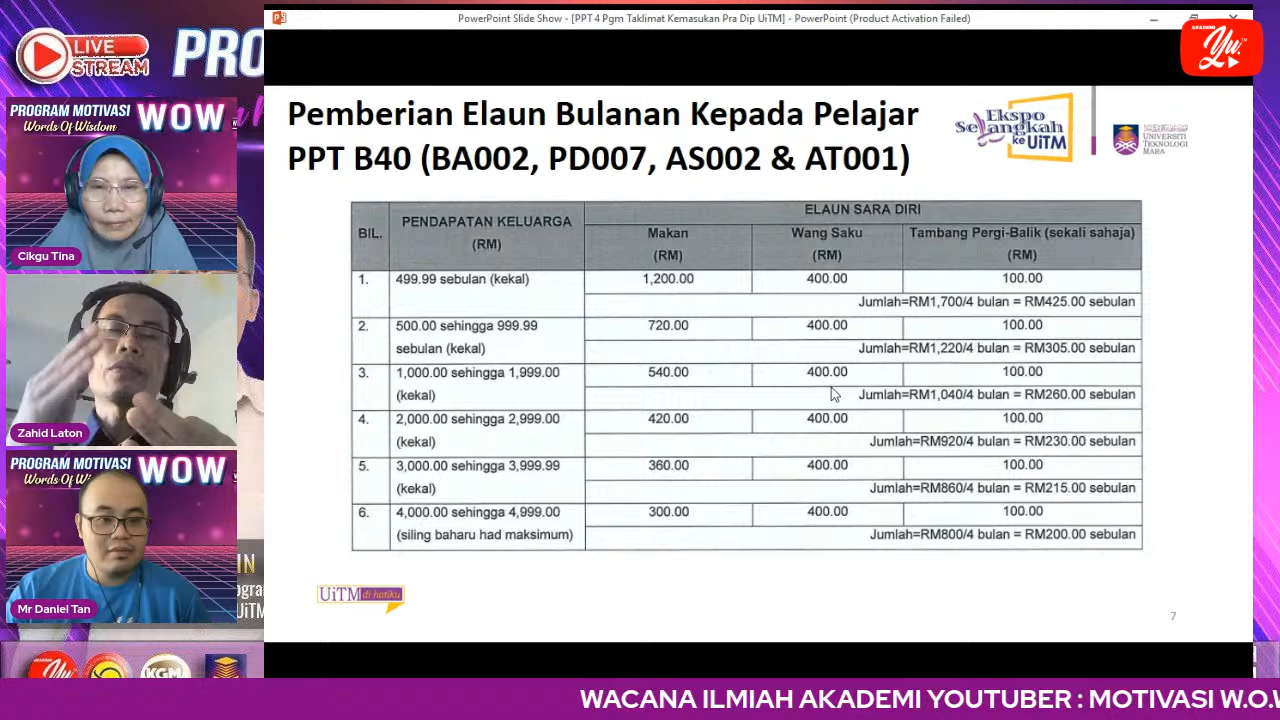 PowerPoint Slide Show - [PPT 4 Pgm Taklimat Kemasukan Pra Dip UiTM] - PowerPoint (Product Activation Failed)
LIVE
STREAM
PRO
AKADEMI
Yu.
PROGRAM MOTIVASI WOW
Words Of Wisdom
Cikgu Tina
Zahid Laton
PROGRAM MOTIVASI WOW
Words Of
Mr Daniel Tan
Pemberian Elaun Bulanan Kepada Pelajar
PPT B40 (BA002, PD007, AS002 & AT001)
Ekspo
Selangkah
ke UiTM
UNIVERSITI
TEKNOLOGI
MARA
BIL. PENDAPATAN KELUARGA (RM) ELAUN SARA DIRI
Makan (RM) Wang Saku (RM) Tambang Pergi-Balik (sekali sahaja) (RM)
1. 499.99 sebulan (kekal) 1,200.00 400.00 100.00
Jumlah=RM1,700/4 bulan = RM425.00 sebulan
2. 500.00 sehingga 999.99 sebulan (kekal) 720.00 400.00 100.00
Jumlah=RM1,220/4 bulan = RM305.00 sebulan
3. 1,000.00 sehingga 1,999.00 (kekal) 540.00 400.00 100.00
Jumlah=RM1,040/4 bulan = RM260.00 sebulan
4. 2,000.00 sehingga 2,999.00 (kekal) 420.00 400.00 100.00
Jumlah=RM920/4 bulan = RM230.00 sebulan
5. 3,000.00 sehingga 3,999.99 (kekal) 360.00 400.00 100.00
Jumlah=RM860/4 bulan = RM215.00 sebulan
6. 4,000.00 sehingga 4,999.00 (siling baharu had maksimum) 300.00 400.00 100.00
Jumlah=RM800/4 bulan = RM200.00 sebulan
UiTM di hatiku
7
KGM
WACANA ILMIAH AKADEMI YOUTUBER : MOTIVASI W.O.W